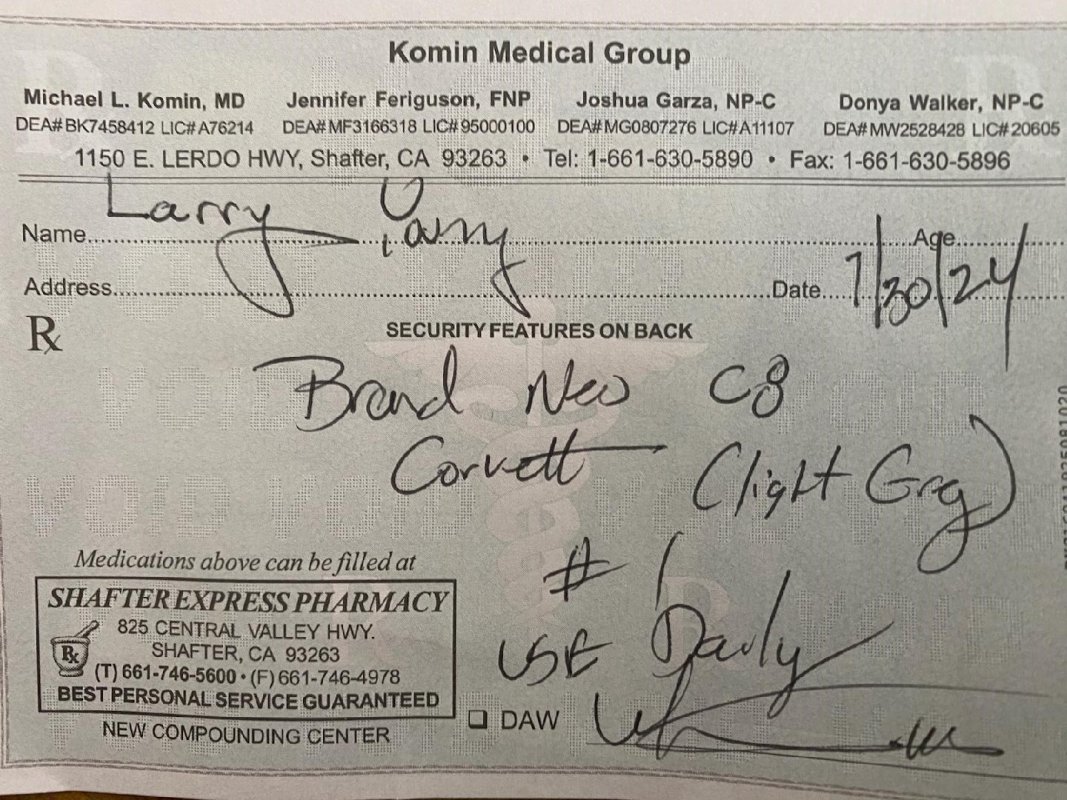 Komin Medical Group
Michael L. Komin, MD Jennifer Feriguson, FNP Joshua Garza, NP-C Donya Walker, NP-C
DEA# BK7458412 LIC# A76214 DEA# MF3166318 LIC# 95000100 DEA# MG0807276 LIC# A11107 DEA# MW2528428 LIC# 20605
1150 E. LERDO HWY, Shafter, CA 93263 • Tel: 1-661-630-5890 • Fax: 1-661-630-5896
Name Larry Age
Address Date 7/30/24
Rx SECURITY FEATURES ON BACK
Brand New C8
Corvett (light Grey)
# 1
USE Daily
Medications above can be filled at
SHAFTER EXPRESS PHARMACY
Rx
825 CENTRAL VALLEY HWY.
SHAFTER, CA 93263
(T) 661-746-5600 • (F) 661-746-4978
BEST PERSONAL SERVICE GUARANTEED
NEW COMPOUNDING CENTER
DAW